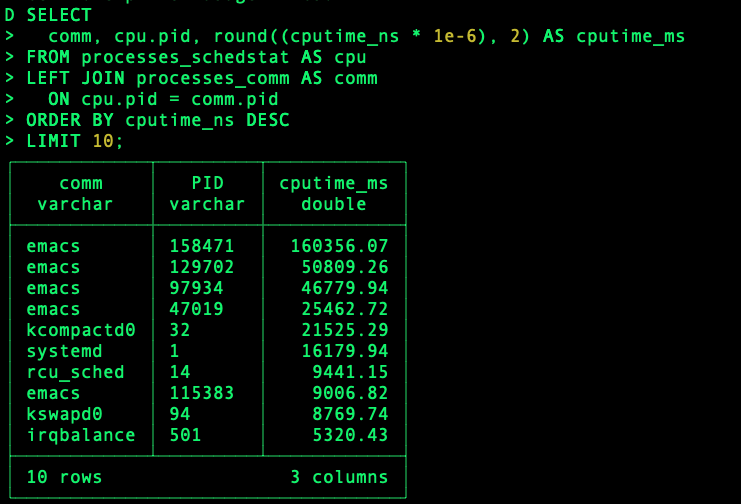 D SELECT
>   comm, cpu.pid, round((cputime_ns * 1e-6), 2) AS cputime_ms
> FROM processes_schedstat AS cpu
> LEFT JOIN processes_comm AS comm
>   ON cpu.pid = comm.pid
> ORDER BY cputime_ns DESC
> LIMIT 10;
comm PID cputime_ms
varchar varchar double
emacs 158471 160356.07
emacs 129702 50809.26
emacs 97934 46779.94
emacs 47019 25462.72
kcompactd0 32 21525.29
systemd 1 16179.94
rcu_sched 14 9441.15
emacs 115383 9006.82
kswapd0 94 8769.74
irqbalance 501 5320.43
10 rows 3 columns